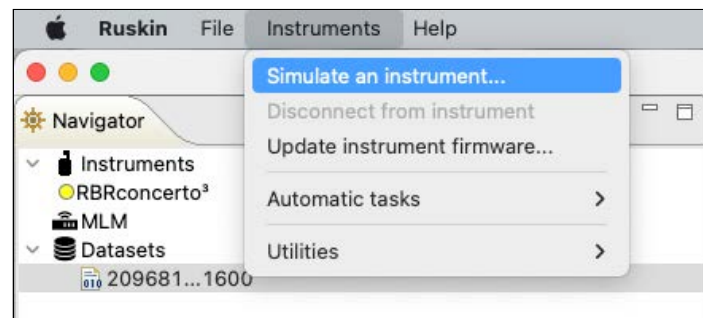 Ruskin File Instruments Help
Simulate an instrument...
Disconnect from instrument
Update instrument firmware...
Automatic tasks
Utilities
Navigator
Instruments
RBRconcerto³
MLM
Datasets
010 209681...1600